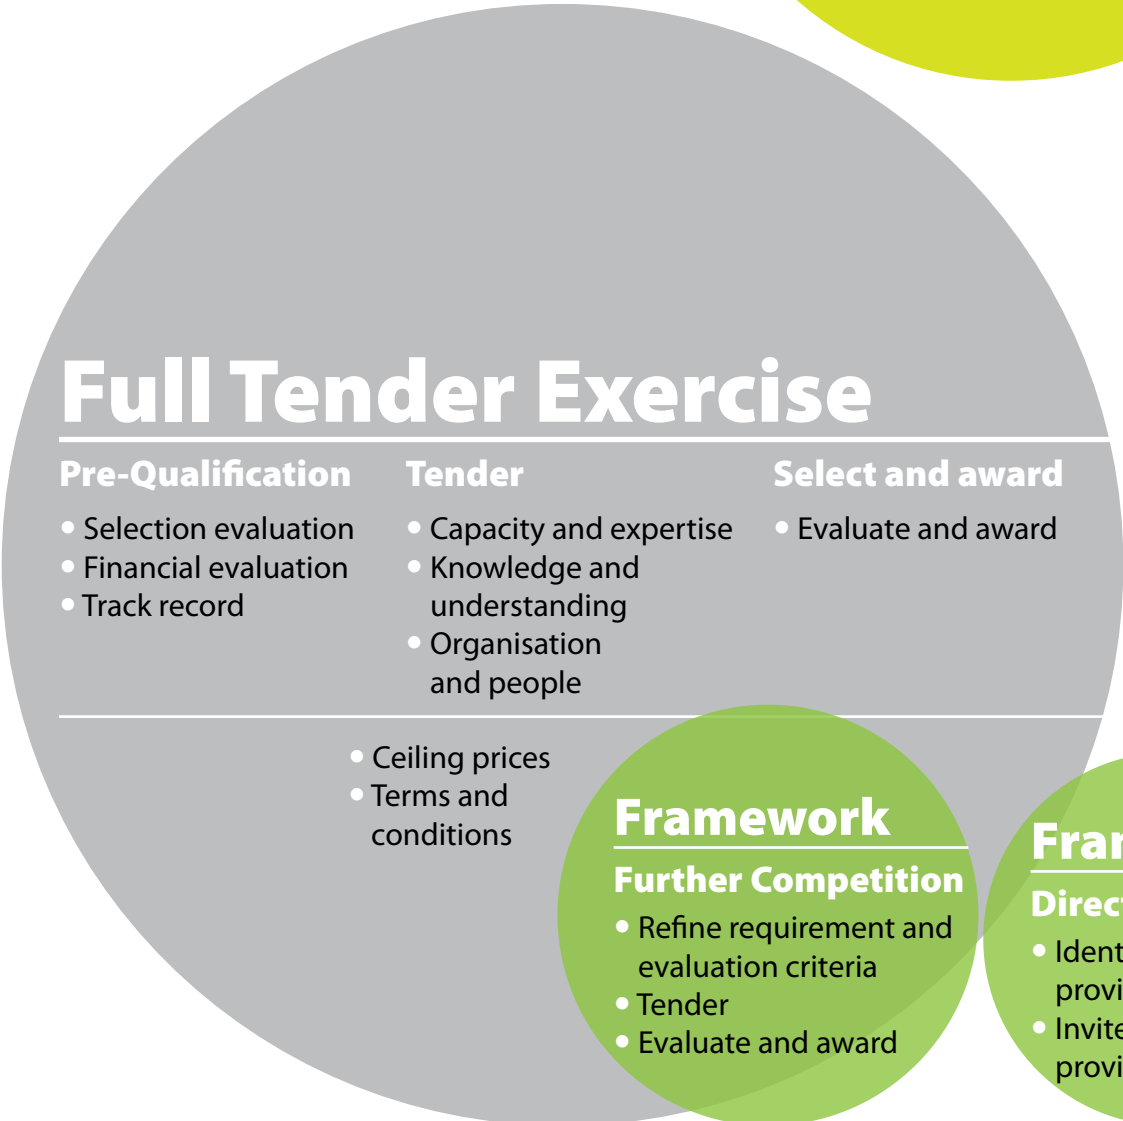 Full Tender Exercise
Pre-Qualification
• Selection evaluation
• Financial evaluation
• Track record
Tender
• Capacity and expertise
• Knowledge and
understanding
• Organisation
and people
Select and award
• Evaluate and award
• Ceiling prices
• Terms and
conditions
Framework
Further Competition
• Refine requirement and
evaluation criteria
• Tender
• Evaluate and award